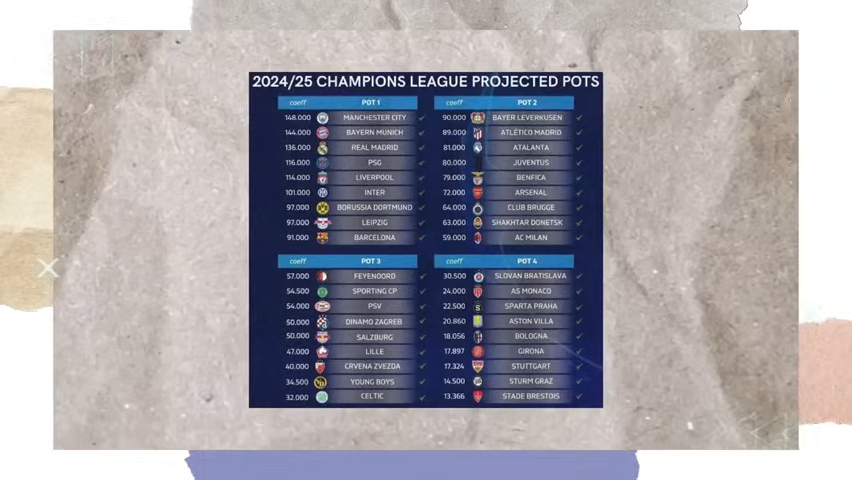 2024/25 CHAMPIONS LEAGUE PROJECTED POTS
coeff POT 1
148.000 MANCHESTER CITY
144.000 BAYERN MUNICH
136.000 REAL MADRID
116.000 PSG
114.000 LIVERPOOL
101.000 INTER
97.000 BORUSSIA DORTMUND
97.000 LEIPZIG
91.000 BARCELONA
coeff POT 2
90.000 BAYER LEVERKUSEN
89.000 ATLÉTICO MADRID
81.000 ATALANTA
80.000 JUVENTUS
79.000 BENFICA
72.000 ARSENAL
64.000 CLUB BRUGGE
63.000 SHAKHTAR DONETSK
59.000 AC MILAN
coeff POT 3
57.000 FEYENOORD
54.500 SPORTING CP
54.000 PSV
50.000 DINAMO ZAGREB
50.000 SALZBURG
47.000 LILLE
40.000 CRVENA ZVEZDA
34.500 YOUNG BOYS
32.000 CELTIC
coeff POT 4
30.500 SLOVAN BRATISLAVA
24.000 AS MONACO
22.500 SPARTA PRAHA
20.860 ASTON VILLA
18.056 BOLOGNA
17.897 GIRONA
17.324 STUTTGART
14.500 STURM GRAZ
13.366 STADE BRESTOIS